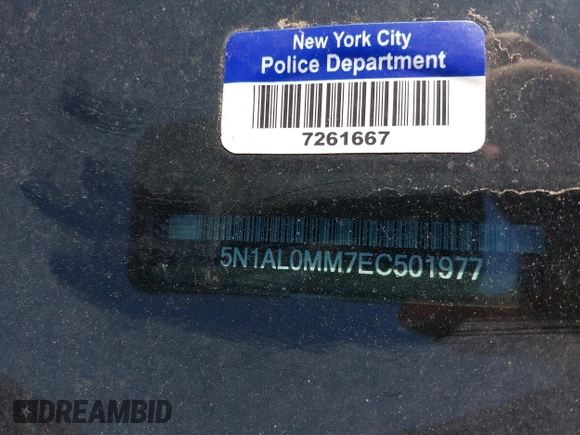 New York City
Police Department
7261667
5N1AL0MM7EC501977
DREAMBID